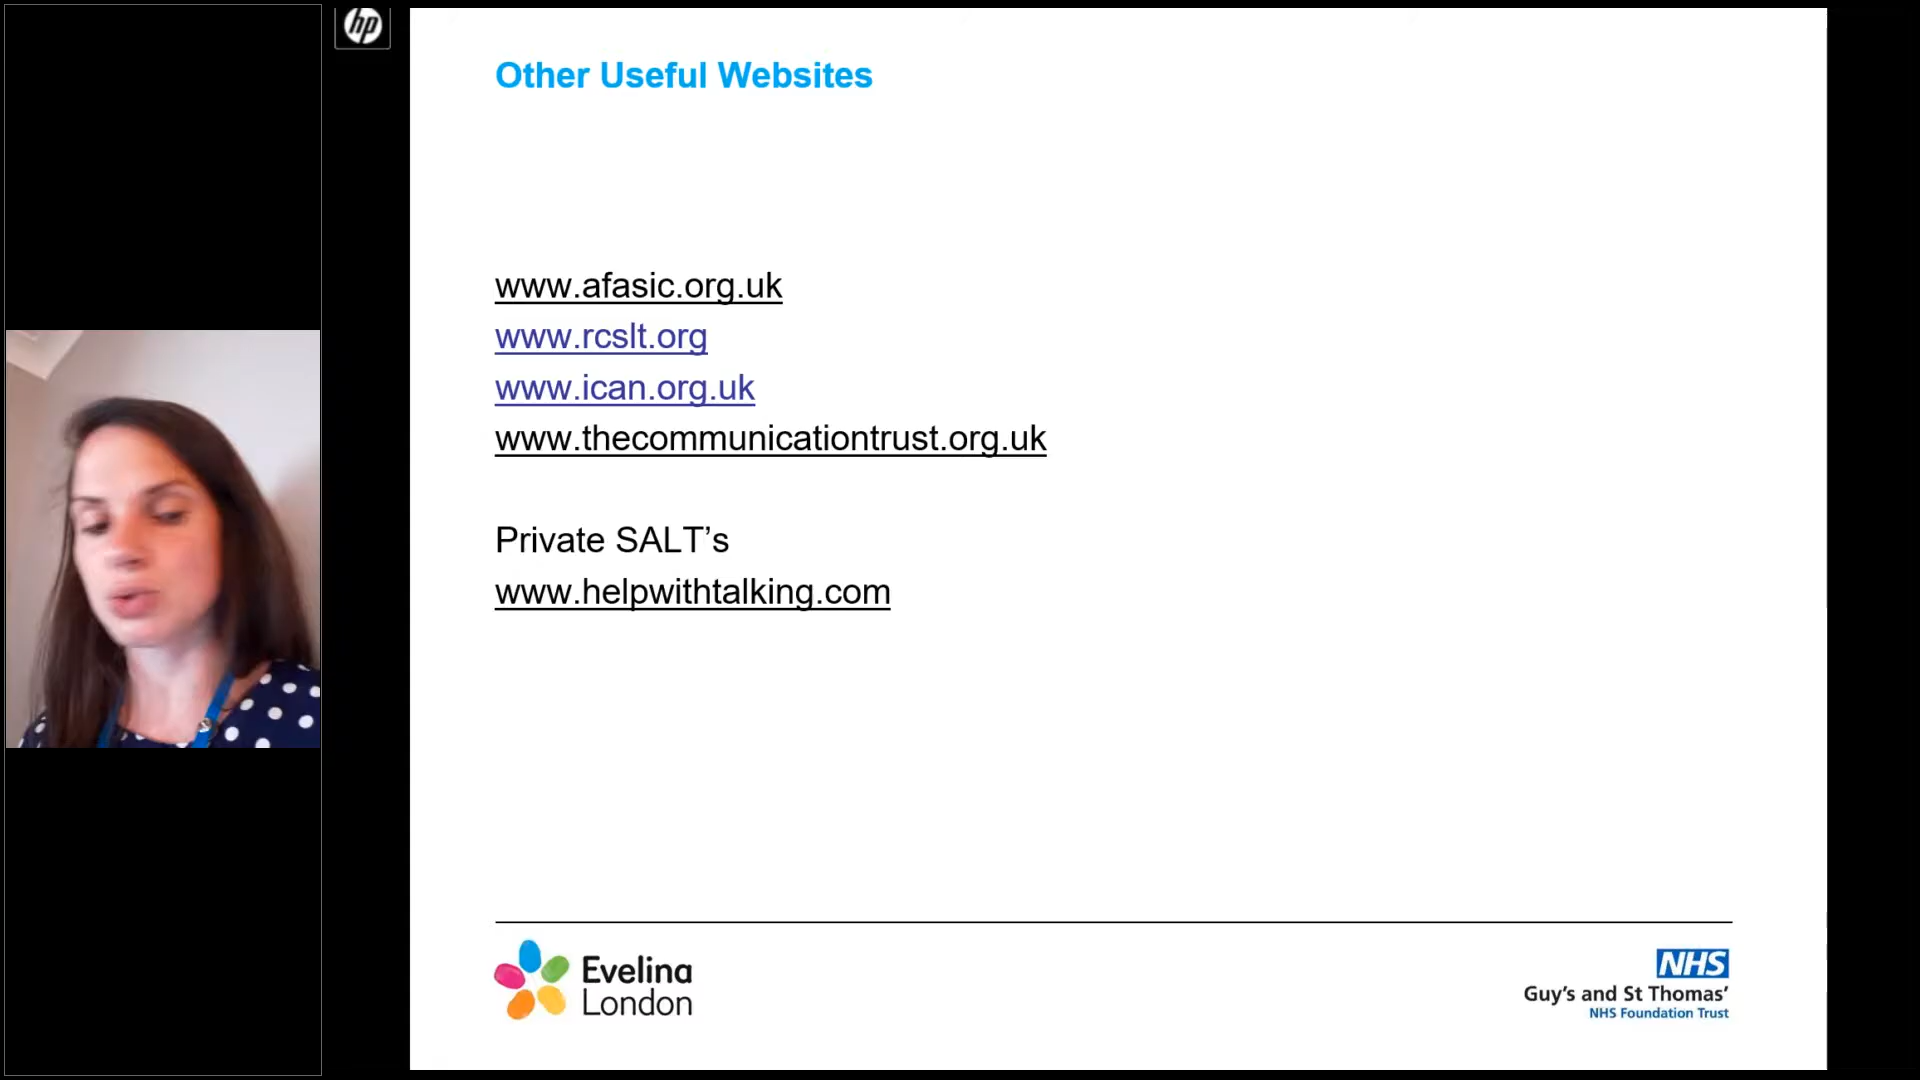 hp
Other Useful Websites
www.afasic.org.uk
www.rcslt.org
www.ican.org.uk
www.thecommunicationtrust.org.uk
Private SALT’s
www.helpwithtalking.com
Evelina
London
NHS
Guy’s and St Thomas’
NHS Foundation Trust